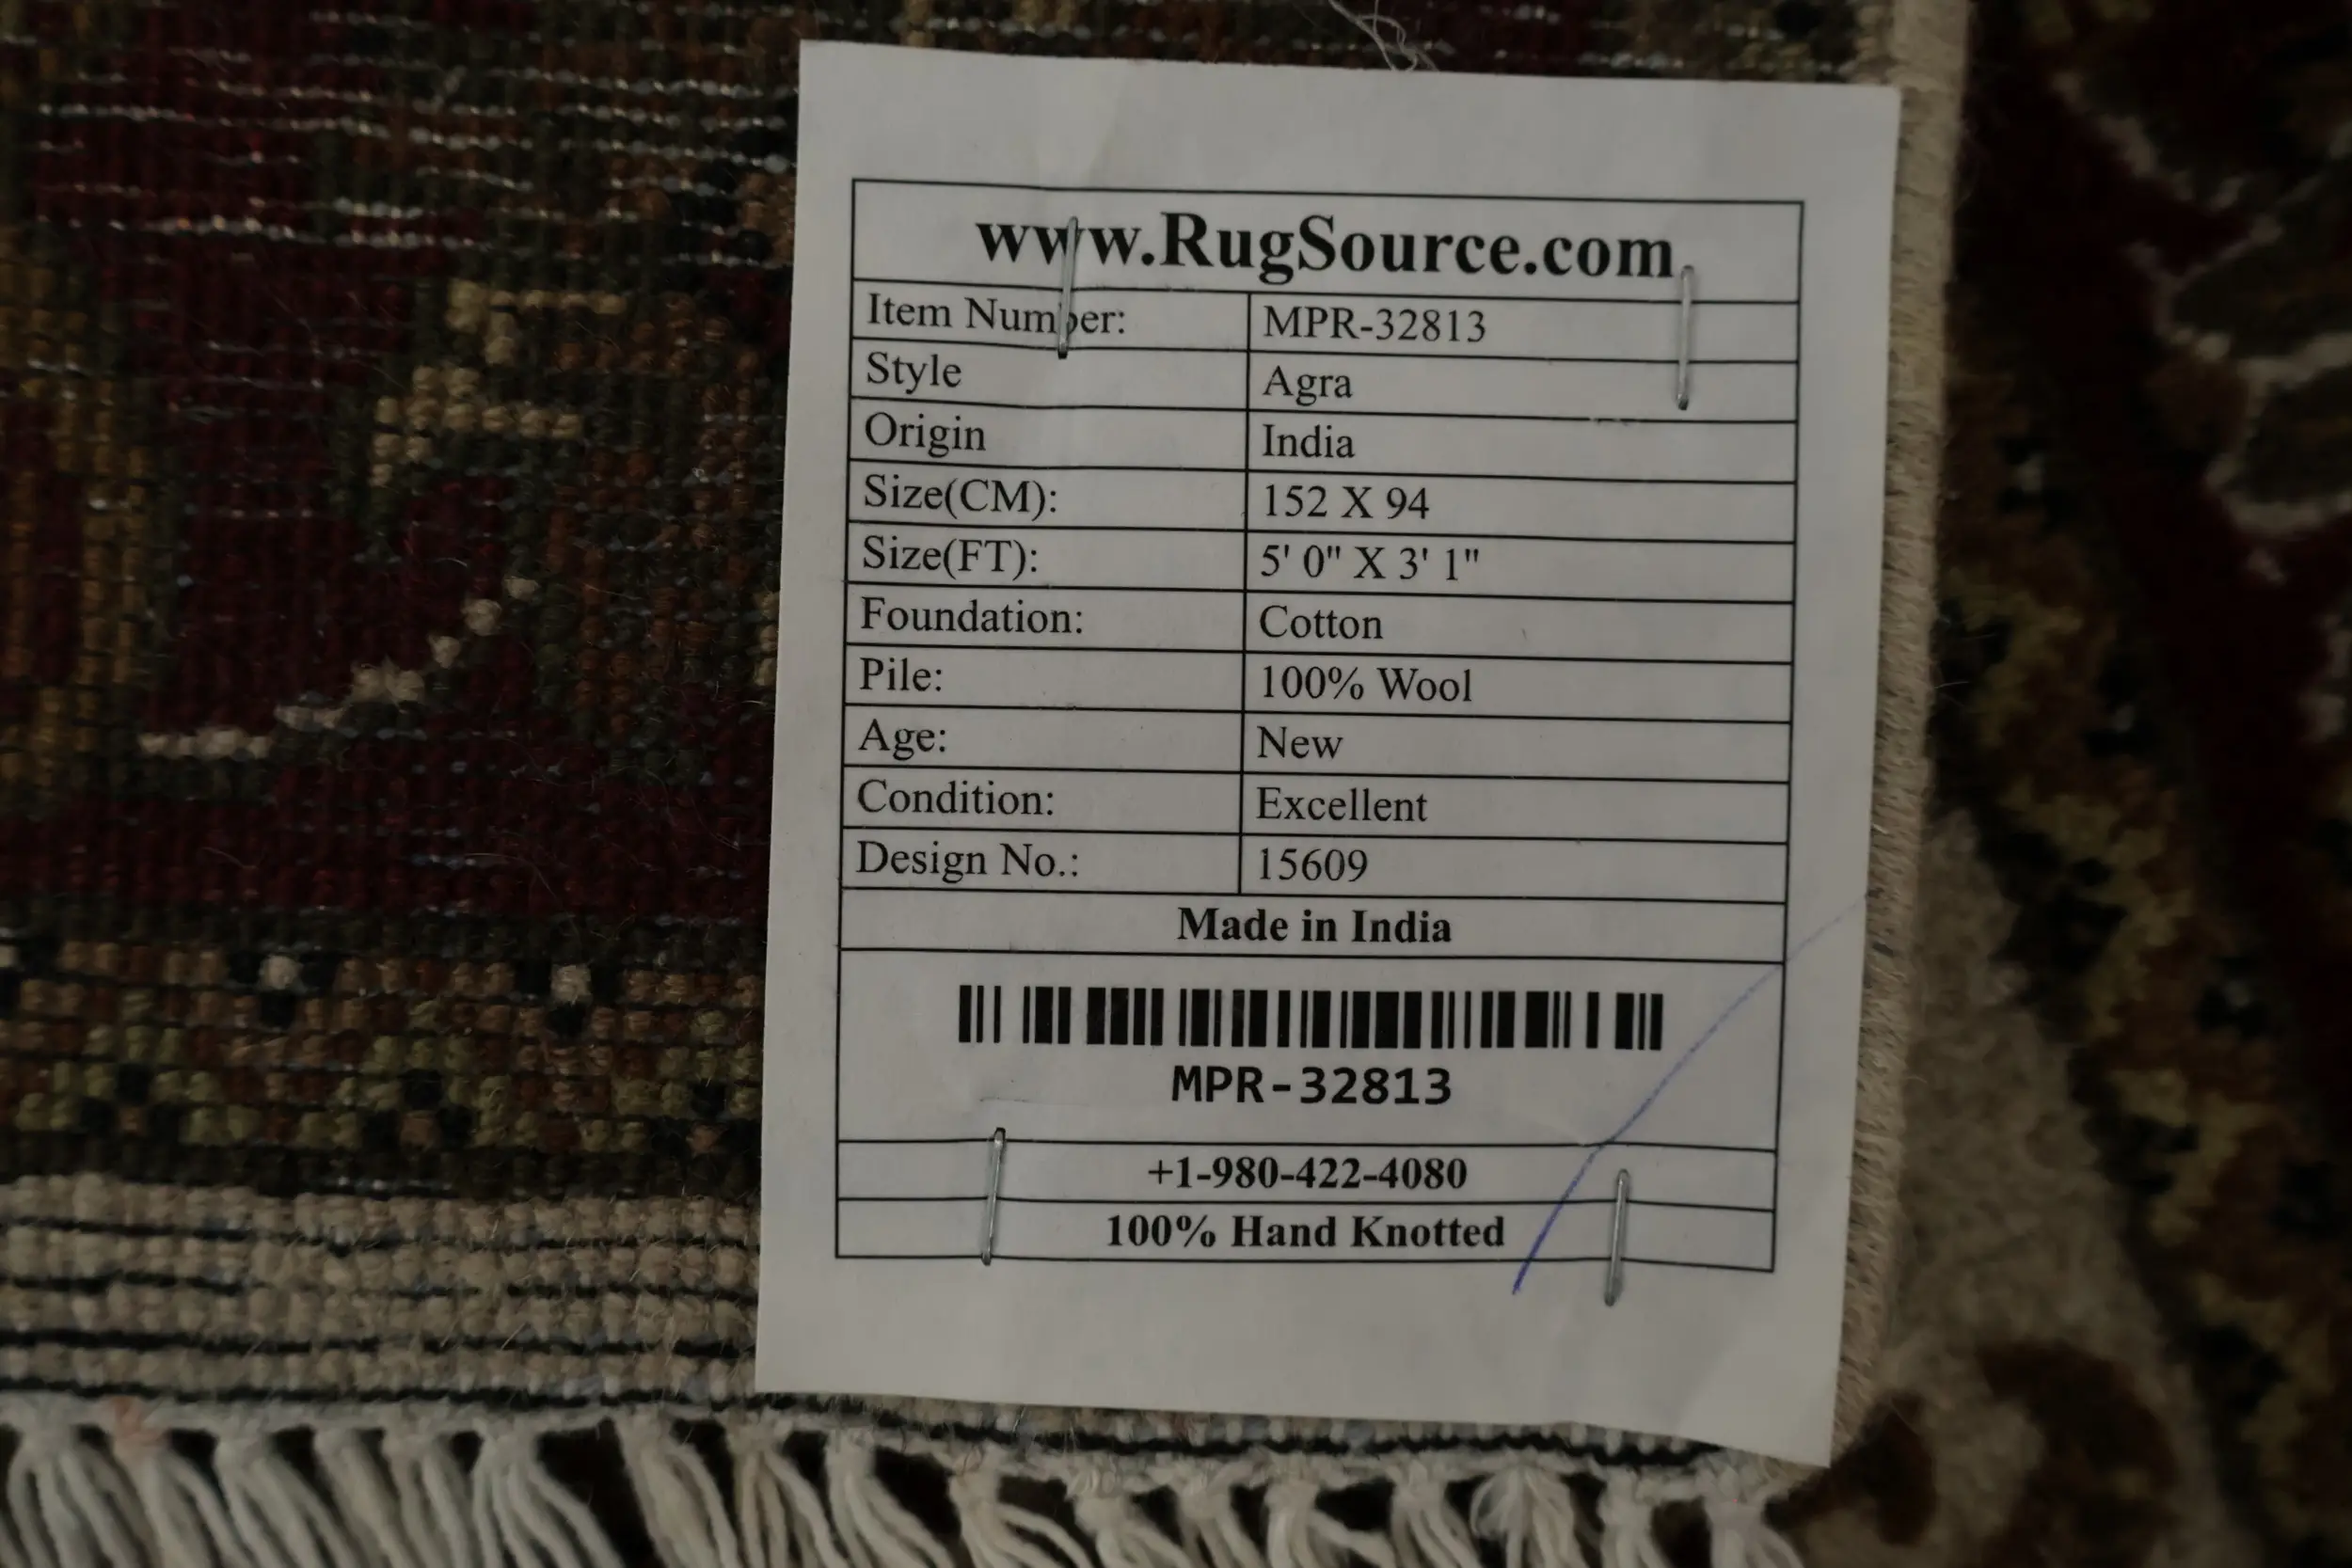 www.RugSource.com
Item Number: MPR-32813
Style Agra
Origin India
Size(CM): 152 X 94
Size(FT): 5' 0" X 3' 1"
Foundation: Cotton
Pile: 100% Wool
Age: New
Condition: Excellent
Design No.: 15609
Made in India
MPR-32813
+1-980-422-4080
100% Hand Knotted